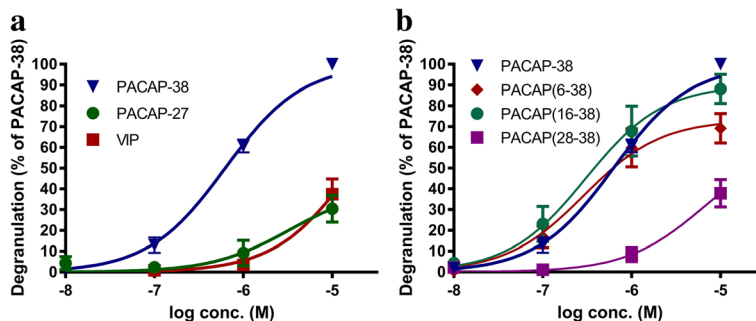 a
Degranulation (% of PACAP-38)
100
90
80
70
60
50
40
30
20
10
0
PACAP-38
PACAP-27
VIP
-8
-7
-6
-5
log conc. (M)
b
Degranulation (% of PACAP-38)
100
90
80
70
60
50
40
30
20
10
0
PACAP-38
PACAP(6-38)
PACAP(16-38)
PACAP(28-38)
-8
-7
-6
-5
log conc. (M)